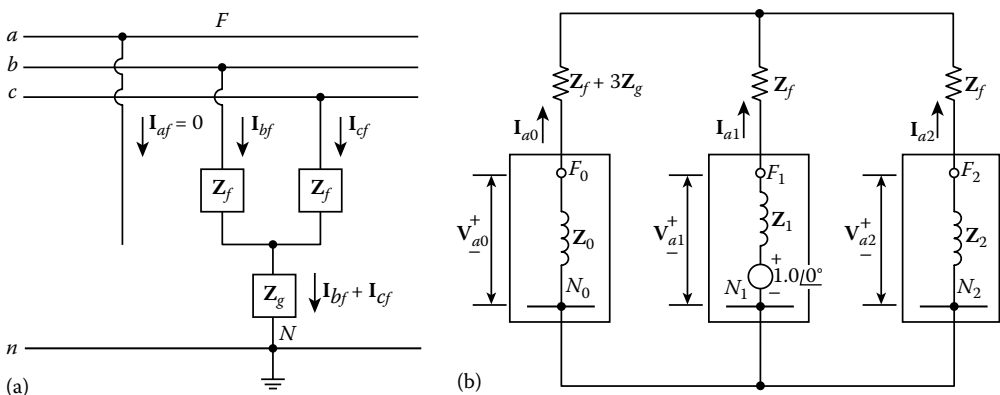 F
a
b
c
I_af = 0
I_bf
I_cf
Z_f
Z_f
Z_g
I_bf + I_cf
N
n
(a)
Z_f + 3Z_g
Z_f
Z_f
I_a0
I_a1
I_a2
F_0
F_1
F_2
+
V_a0
−
Z_0
+
V_a1
−
Z_1
+
V_a2
−
Z_2
+
1.0/0°
−
N_0
N_1
N_2
(b)